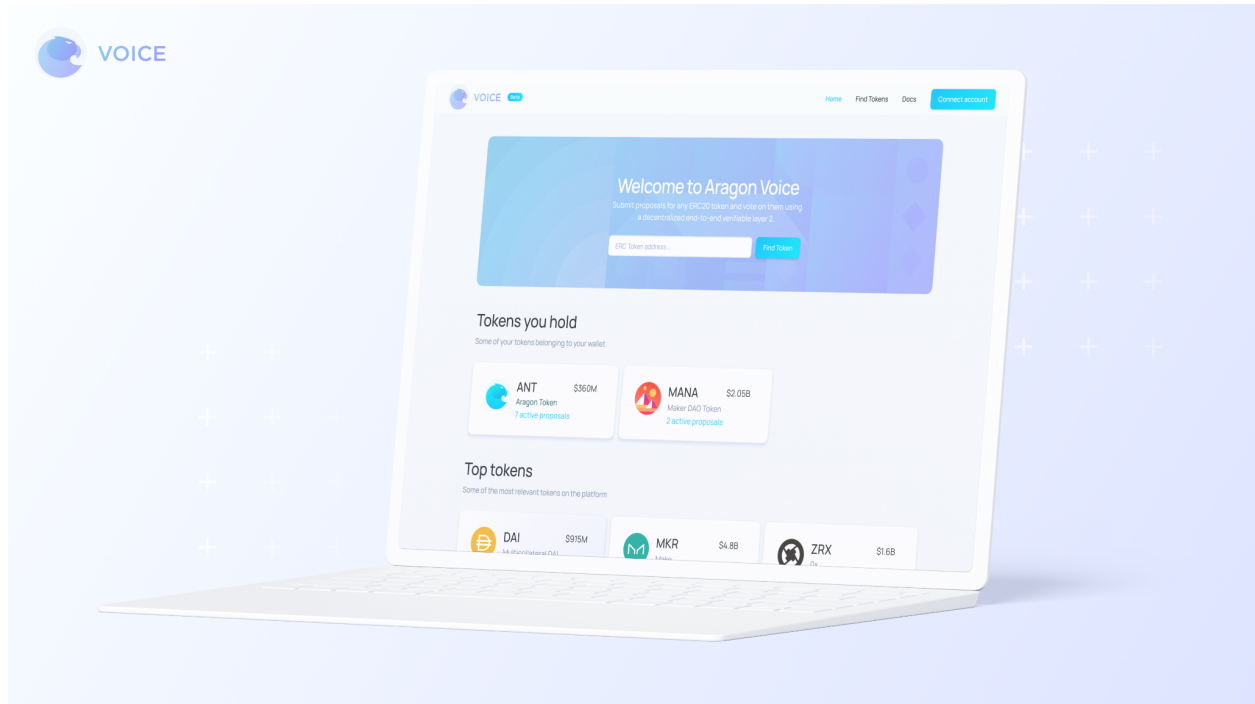 VOICE
VOICE Beta
Home Find Tokens Docs Connect account
Welcome to Aragon Voice
Submit proposals for any ERC20 token and vote on them using
a decentralized end-to-end verifiable layer 2.
ERC Token address... Find Token
Tokens you hold
Some of your tokens belonging to your wallet
ANT $360M
Aragon Token
7 active proposals
MANA $2.05B
Maker DAO Token
2 active proposals
Top tokens
Some of the most relevant tokens on the platform
DAI $915M
Multicollateral DAI
MKR $4.8B
Make
ZRX $1.6B
0x